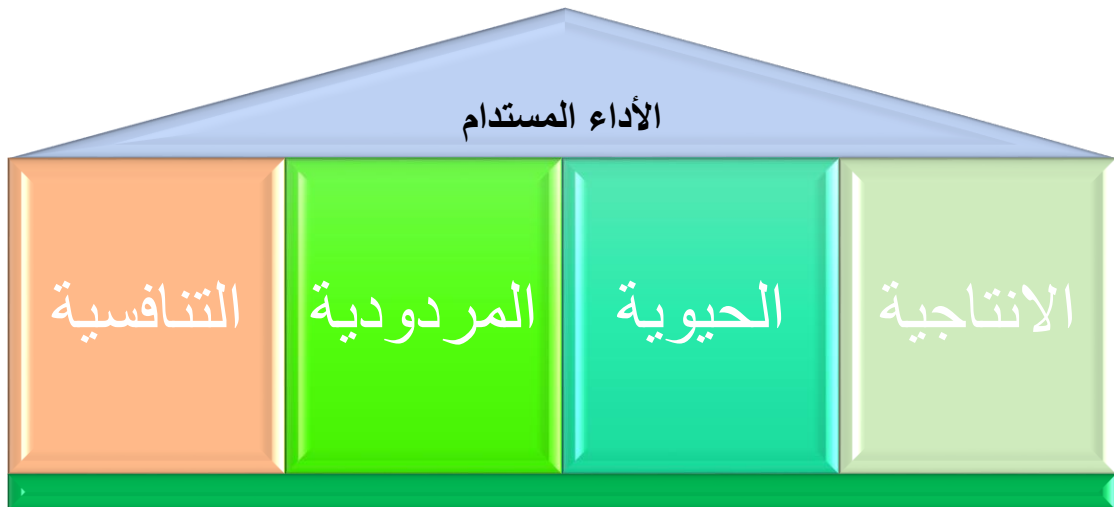 الأداء المستدام
الانتاجية
الحيوية
المردودية
التنافسية